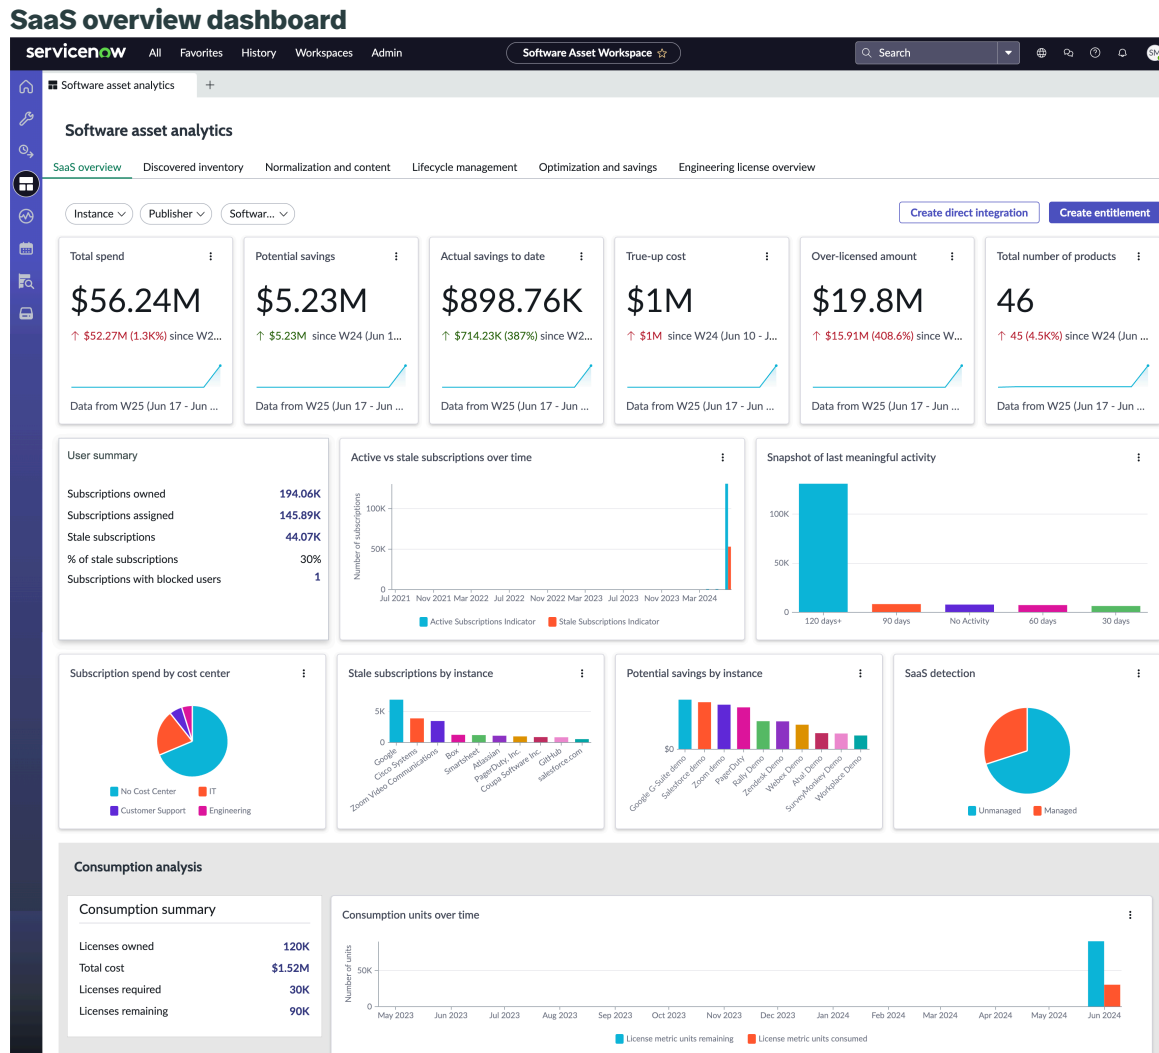 SaaS overview dashboard
servicenow All Favorites History Workspaces Admin Software Asset Workspace Search SM
Software asset analytics
Software asset analytics
SaaS overview Discovered inventory Normalization and content Lifecycle management Optimization and savings Engineering license overview
Instance Publisher Softwar... Create direct integration Create entitlement
Total spend Potential savings Actual savings to date True-up cost Over-licensed amount Total number of products
$56.24M $5.23M $898.76K $1M $19.8M 46
↑ $52.27M (1.3K%) since W2... ↑ $5.23M since W24 (Jun 1... ↑ $714.23K (387%) since W2... ↑ $1M since W24 (Jun 10 - J... ↑ $15.91M (408.6%) since W... ↑ 45 (4.5K%) since W24 (Jun ...
Data from W25 (Jun 17 - Jun ... Data from W25 (Jun 17 - Jun ... Data from W25 (Jun 17 - Jun ... Data from W25 (Jun 17 - Jun ... Data from W25 (Jun 17 - Jun ... Data from W25 (Jun 17 - Jun ...
User summary
Subscriptions owned 194.06K
Subscriptions assigned 145.89K
Stale subscriptions 44.07K
% of stale subscriptions 30%
Subscriptions with blocked users 1
Active vs stale subscriptions over time
Number of subscriptions
100K
50K
0
Jul 2021 Nov 2021 Mar 2022 Jul 2022 Nov 2022 Mar 2023 Jul 2023 Nov 2023 Mar 2024
Active Subscriptions Indicator Stale Subscriptions Indicator
Snapshot of last meaningful activity
100K
50K
0
120 days+ 90 days No Activity 60 days 30 days
Subscription spend by cost center
No Cost Center IT
Customer Support Engineering
Stale subscriptions by instance
5K
0
Google
Cisco Systems
Zoom Video Communications
Box
Smartsheet
Atlassian
PagerDuty, Inc.
Coupa Software Inc.
GitHub
salesforce.com
Potential savings by instance
$0
Google G-Suite demo
Salesforce demo
Zoom demo
PagerDuty
Rally Demo
Zendesk Demo
Webex Demo
Aha! Demo
SurveyMonkey Demo
Workplace Demo
SaaS detection
Unmanaged Managed
Consumption analysis
Consumption summary
Licenses owned 120K
Total cost $1.52M
Licenses required 30K
Licenses remaining 90K
Consumption units over time
Number of units
50K
0
May 2023 Jun 2023 Jul 2023 Aug 2023 Sep 2023 Oct 2023 Nov 2023 Dec 2023 Jan 2024 Feb 2024 Mar 2024 Apr 2024 May 2024 Jun 2024
License metric units remaining License metric units consumed